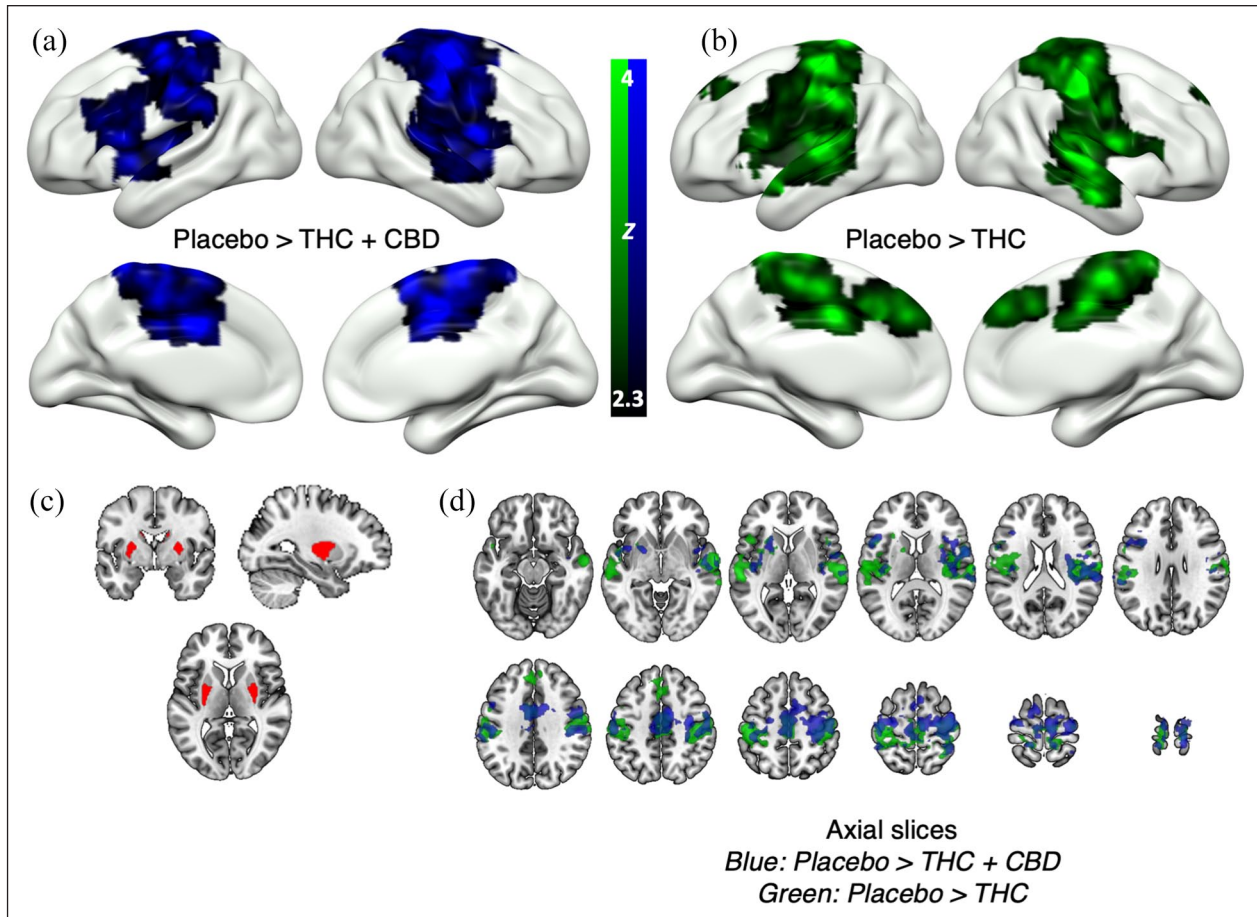 (a)
(b)
4
Z
2.3
Placebo > THC + CBD
Placebo > THC
(c)
(d)
Axial slices
Blue: Placebo > THC + CBD
Green: Placebo > THC